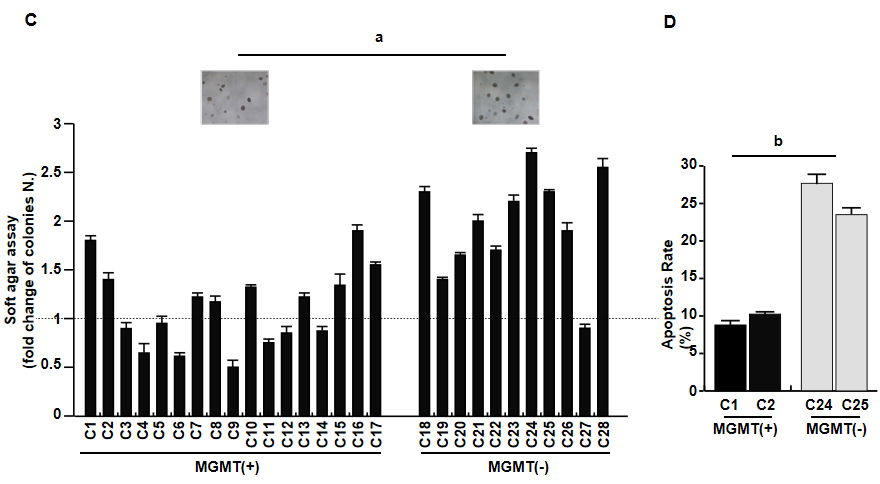 C
a
Soft agar assay
(fold change of colonies N.)
3
2.5
2
1.5
1
0.5
0
C1 C2 C3 C4 C5 C6 C7 C8 C9 C10 C11 C12 C13 C14 C15 C16 C17 C18 C19 C20 C21 C22 C23 C24 C25 C26 C27 C28
MGMT(+) MGMT(-)
D
b
Apoptosis Rate
(%)
30
25
20
15
10
5
0
C1 C2 C24 C25
MGMT(+) MGMT(-)